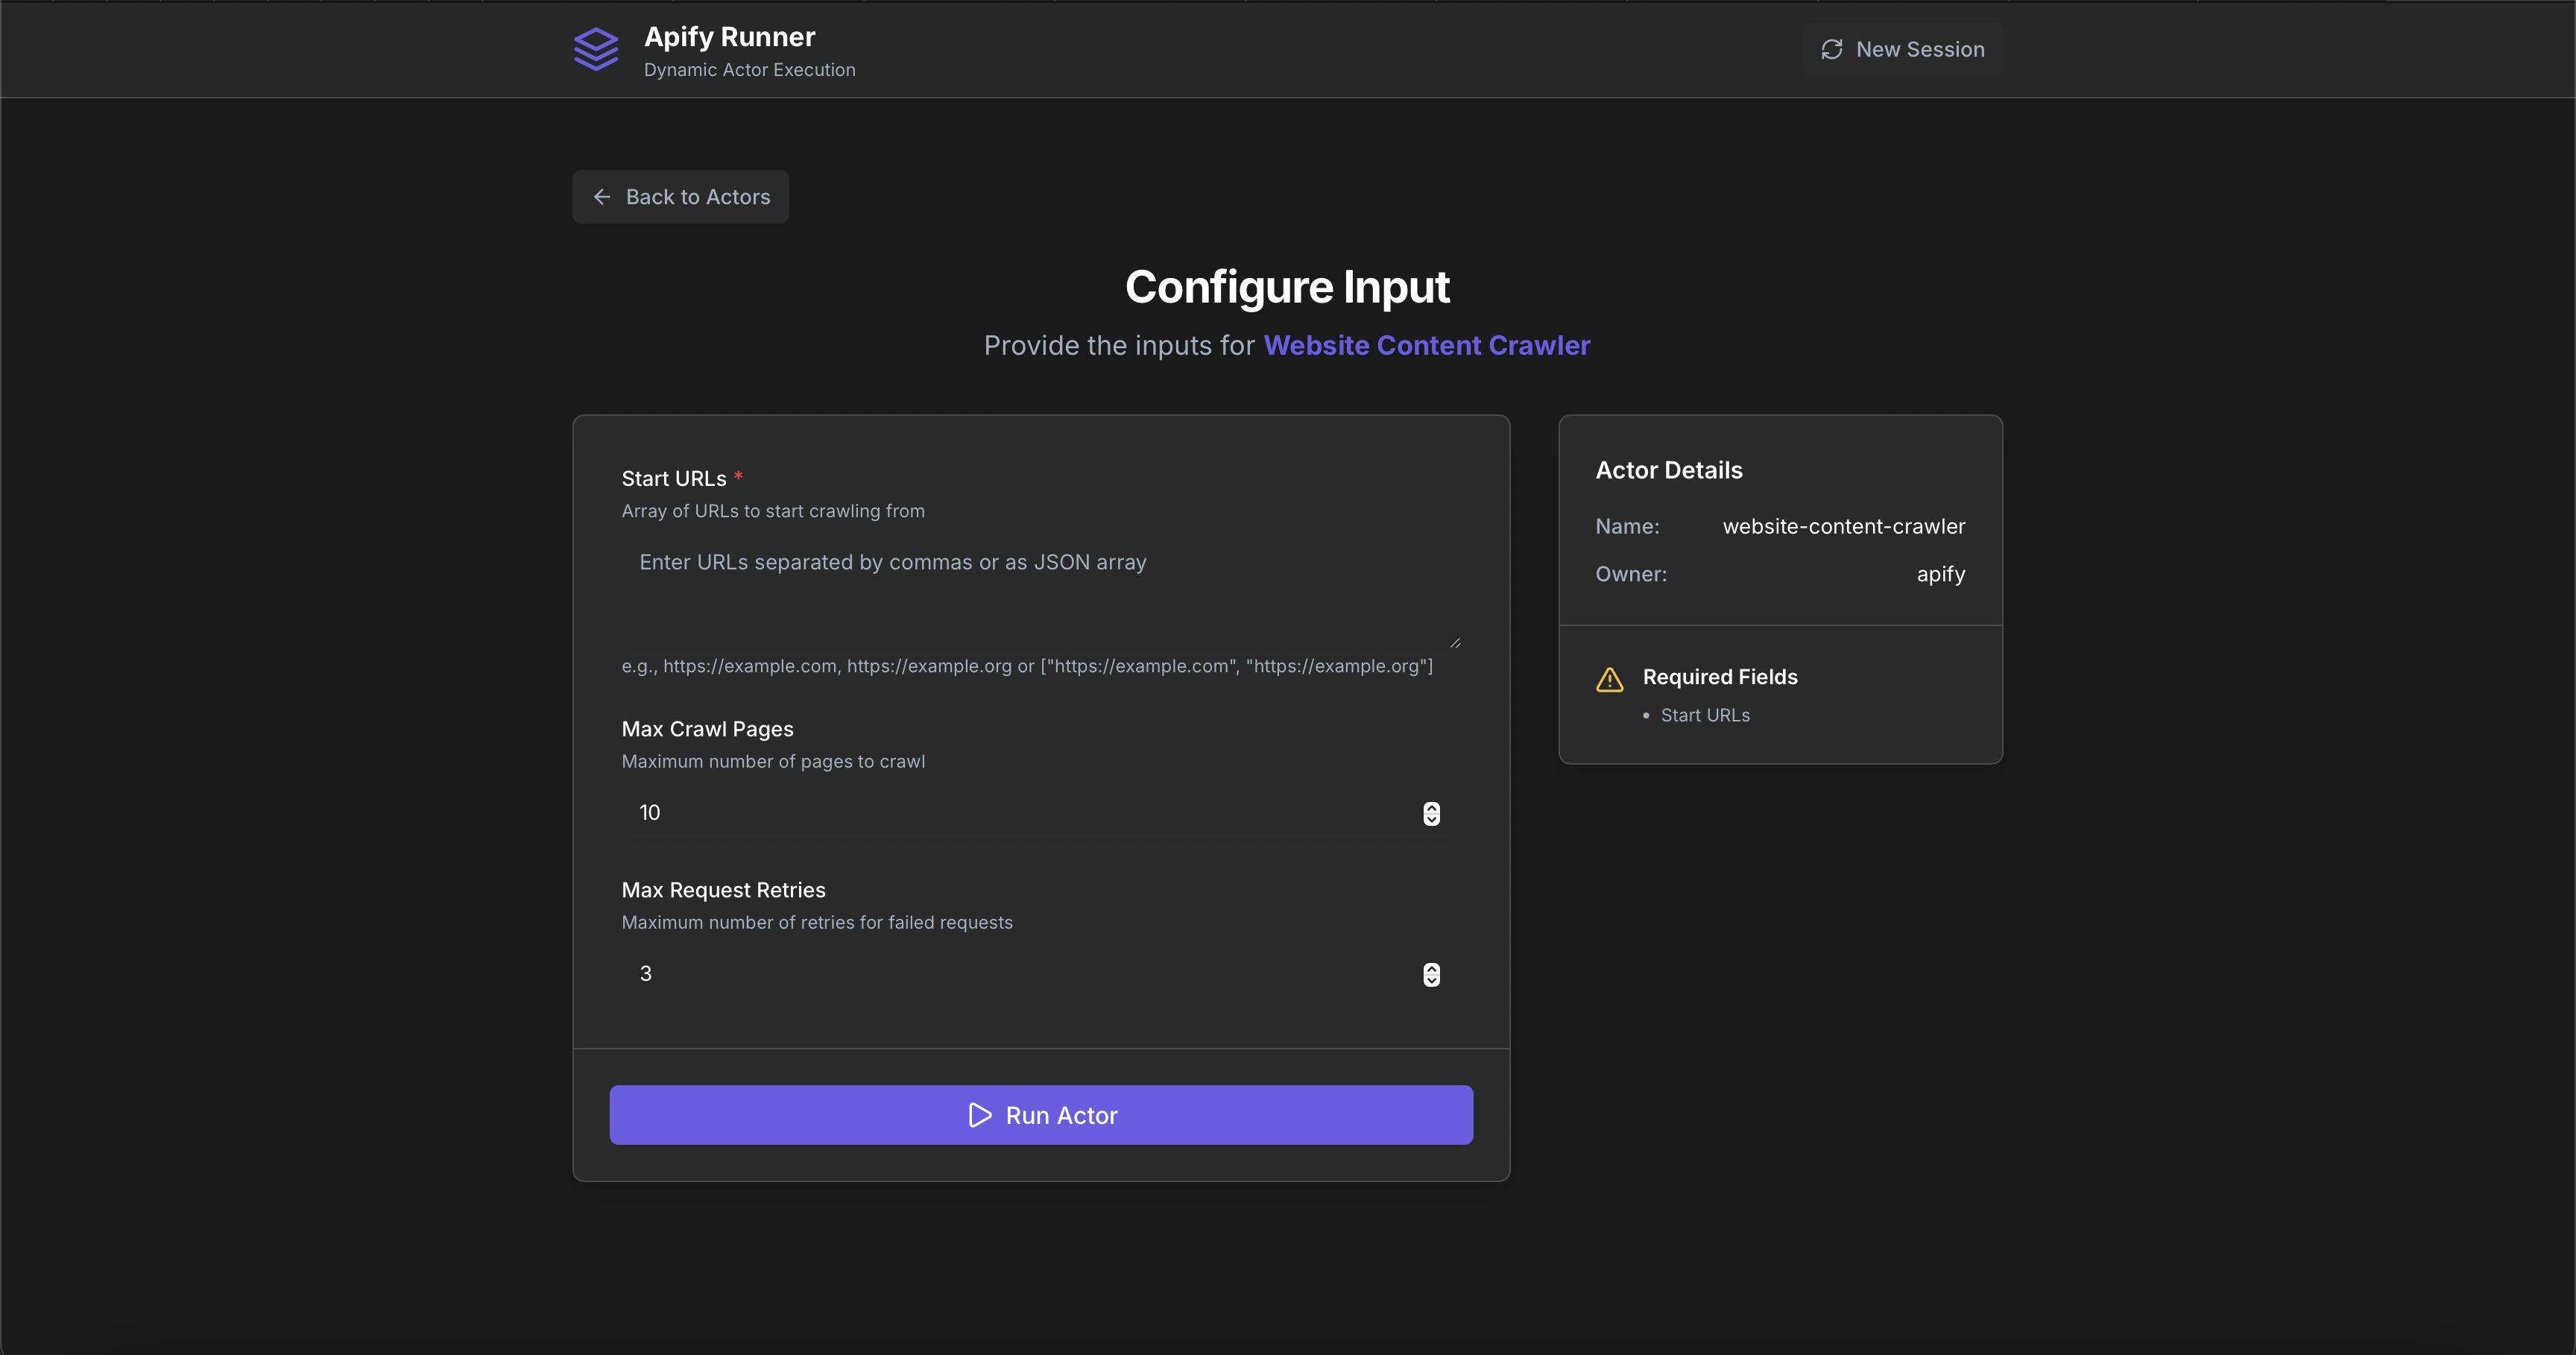 Apify Runner
Dynamic Actor Execution
New Session
Back to Actors
Configure Input
Provide the inputs for Website Content Crawler
Start URLs *
Array of URLs to start crawling from
Enter URLs separated by commas or as JSON array
e.g., https://example.com, https://example.org or ["https://example.com", "https://example.org"]
Max Crawl Pages
Maximum number of pages to crawl
10
Max Request Retries
Maximum number of retries for failed requests
3
Run Actor
Actor Details
Name: website-content-crawler
Owner: apify
Required Fields
• Start URLs